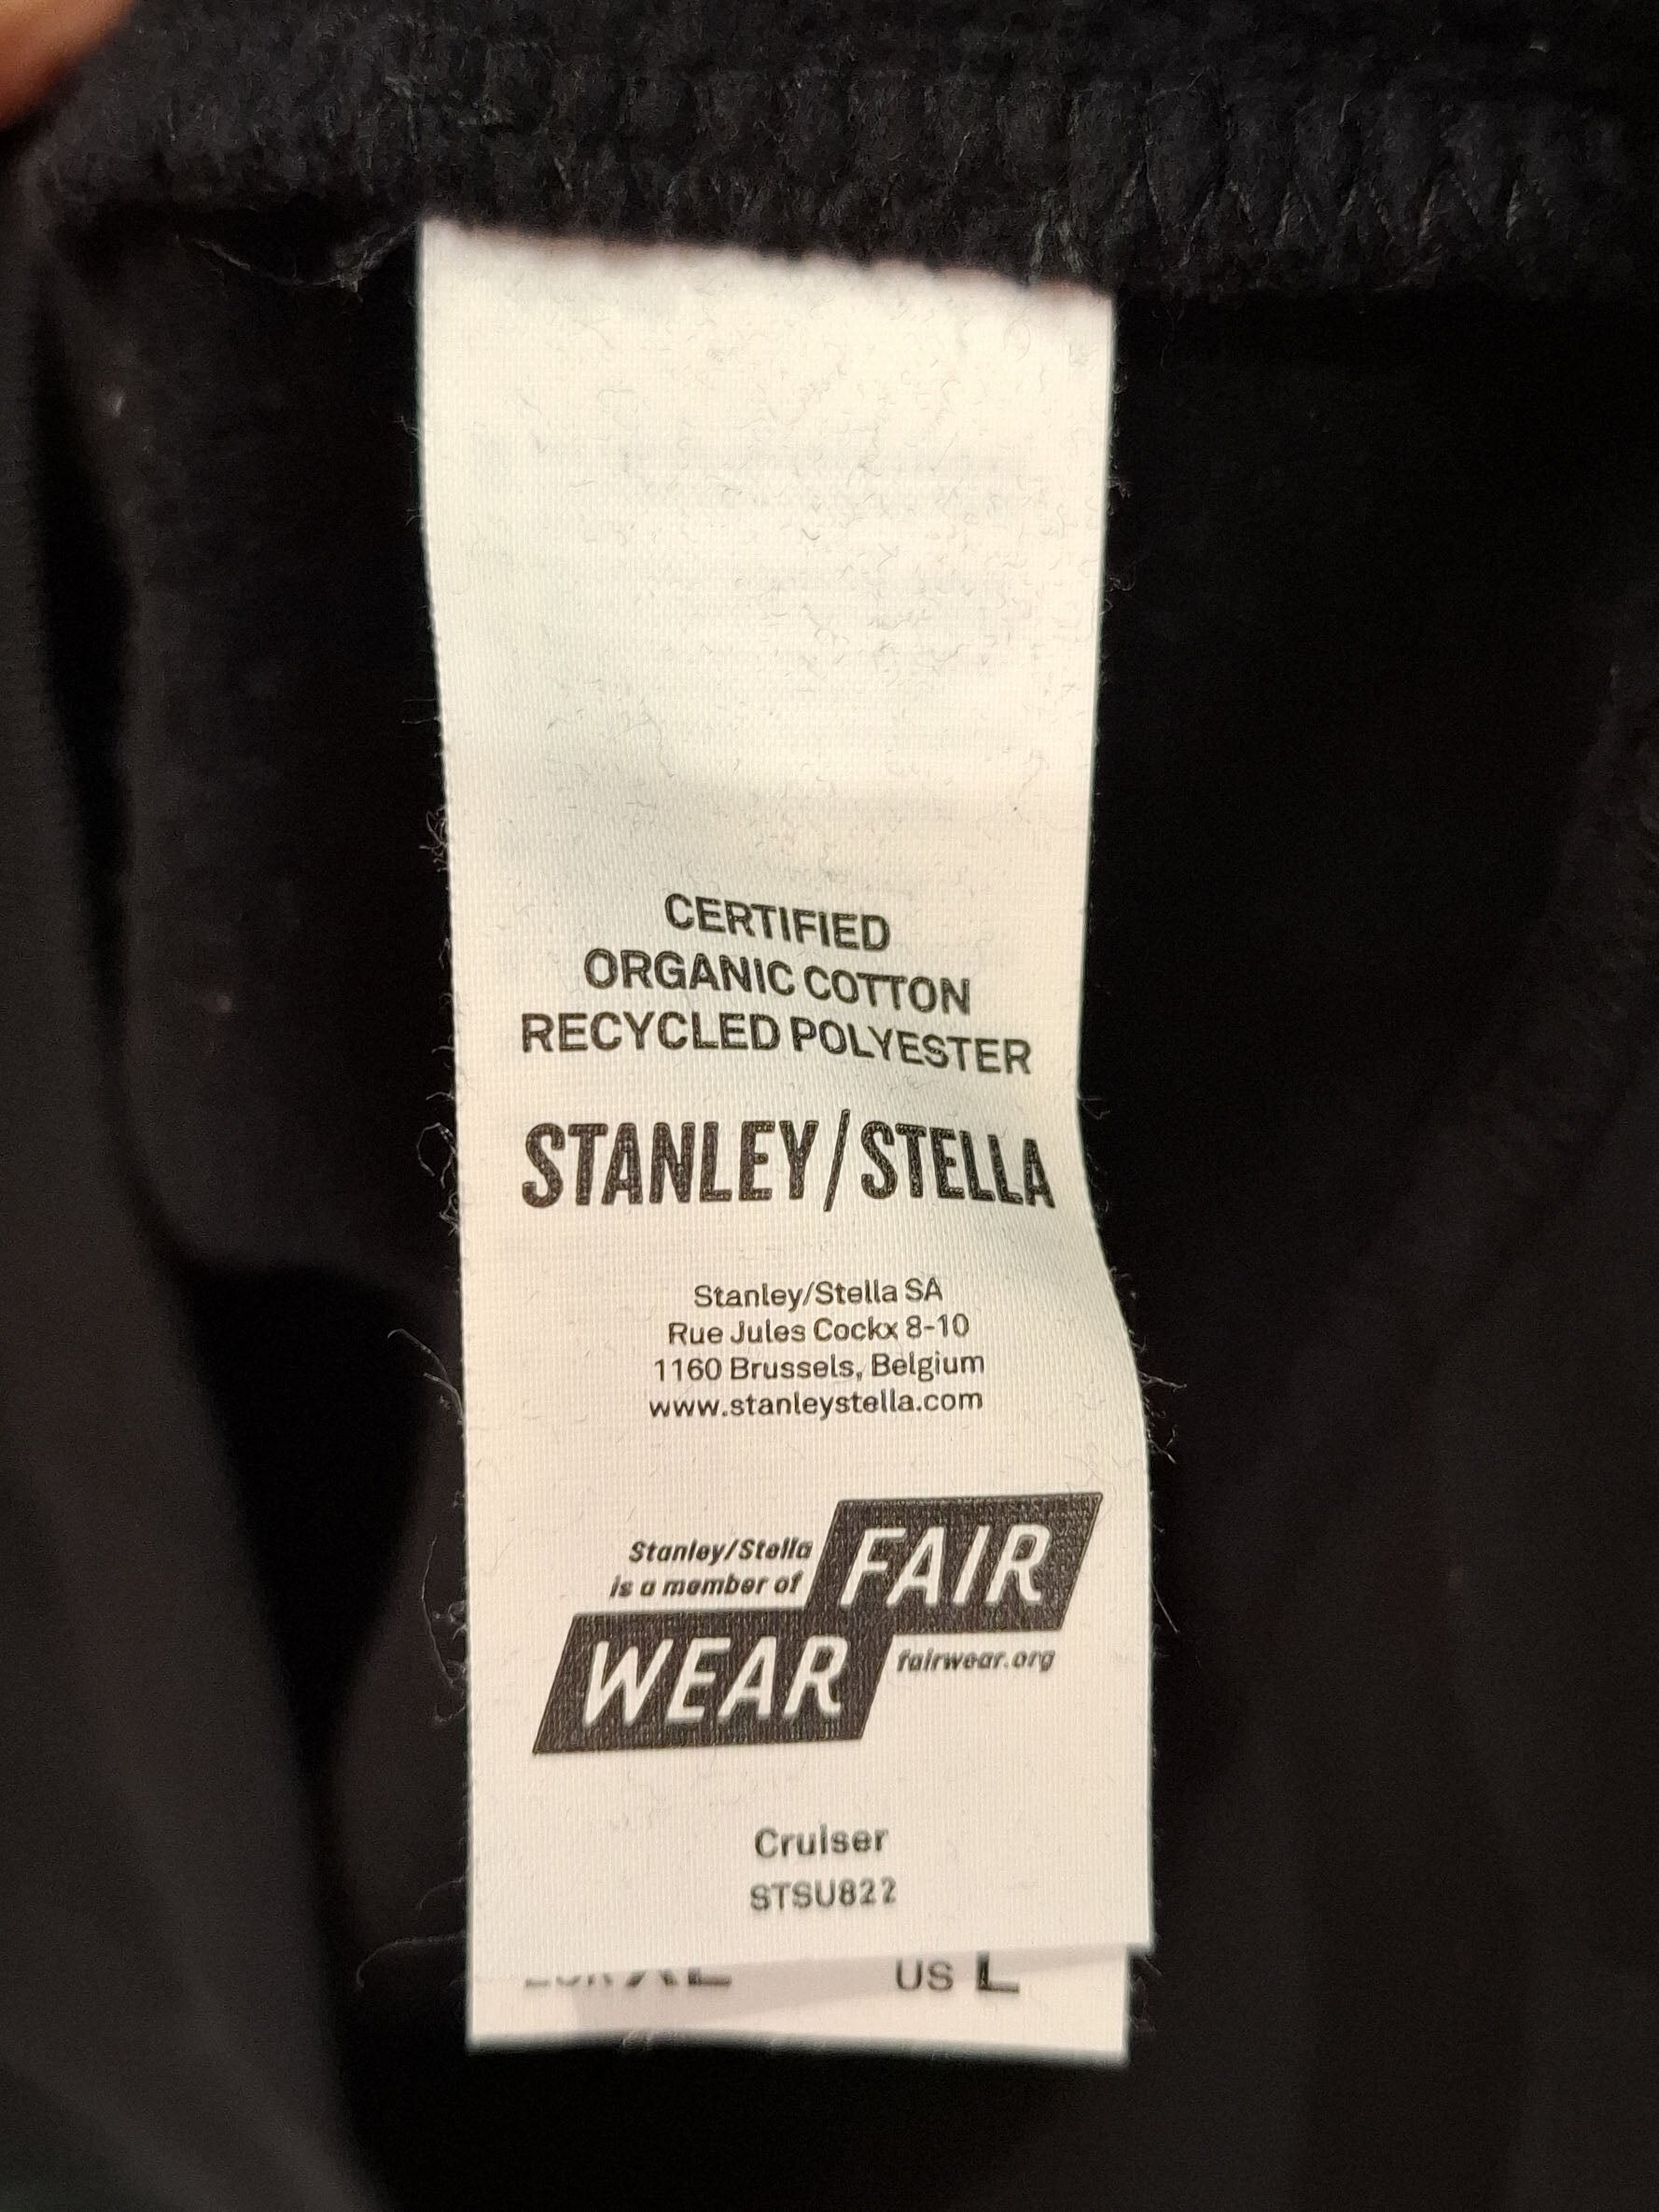 CERTIFIED
ORGANIC COTTON
RECYCLED POLYESTER
STANLEY/STELLA
Stanley/Stella SA
Rue Jules Cockx 8-10
1160 Brussels, Belgium
www.stanleystella.com
Stanley/Stella
is a member of
FAIR
WEAR
fairwear.org
Cruiser
STSU822
US L